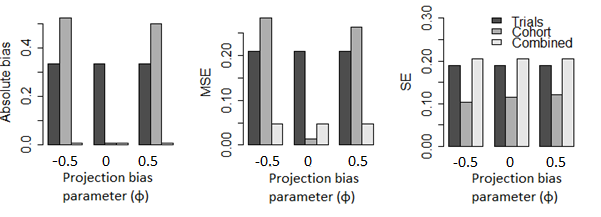 Absolute bias
0.0 0.2 0.4
-0.5 0 0.5
Projection bias
parameter (ϕ)
MSE
0.00 0.10 0.20
-0.5 0 0.5
Projection bias
parameter (ϕ)
SE
0.00 0.10 0.20 0.30
Trials
Cohort
Combined
-0.5 0 0.5
Projection bias
parameter (ϕ)